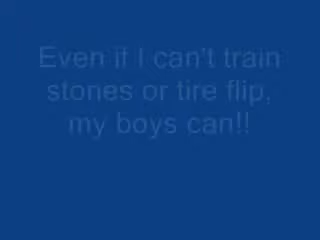 Even if I can't train
stones or tire flip,
my boys can!!